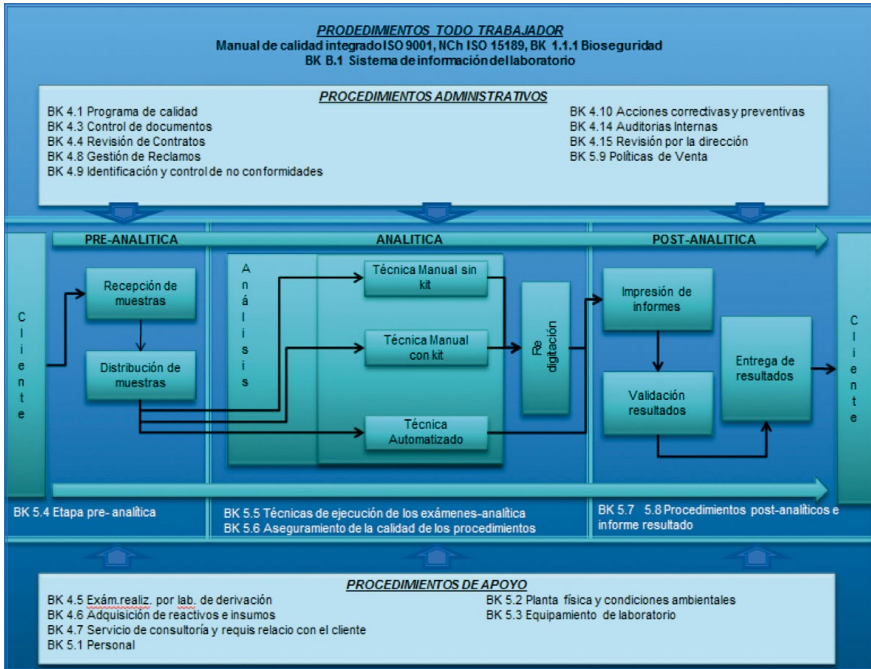 PRODEDIMIENTOS TODO TRABAJADOR
Manual de calidad integrado ISO 9001, NCh ISO 15189, BK 1.1.1 Bioseguridad
BK B.1 Sistema de información del laboratorio
PROCEDIMIENTOS ADMINISTRATIVOS
BK 4.1 Programa de calidad
BK 4.3 Control de documentos
BK 4.4 Revisión de Contratos
BK 4.8 Gestión de Reclamos
BK 4.9 Identificación y control de no conformidades
BK 4.10 Acciones correctivas y preventivas
BK 4.14 Auditorias Internas
BK 4.15 Revisión por la dirección
BK 5.9 Políticas de Venta
PRE-ANALITICA
ANALÍTICA
POST-ANALITICA
Cliente
Recepción de
muestras
Distribución de
muestras
Análisis
Técnica Manual sin
kit
Técnica Manual
con kit
Técnica
Automatizado
Re
digitación
Impresión de
informes
Validación
resultados
Entrega de
resultados
Cliente
BK 5.4 Etapa pre- analítica
BK 5.5 Técnicas de ejecución de los exámenes-analítica
BK 5.6 Aseguramiento de la calidad de los procedimientos
BK 5.7 5.8 Procedimientos post-analíticos e
informe resultado
PROCEDIMIENTOS DE APOYO
BK 4.5 Exám.realiz. por lab. de derivación
BK 4.6 Adquisición de reactivos e insumos
BK 4.7 Servicio de consultoría y requis relacio con el cliente
BK 5.1 Personal
BK 5.2 Planta física y condiciones ambientales
BK 5.3 Equipamiento de laboratorio